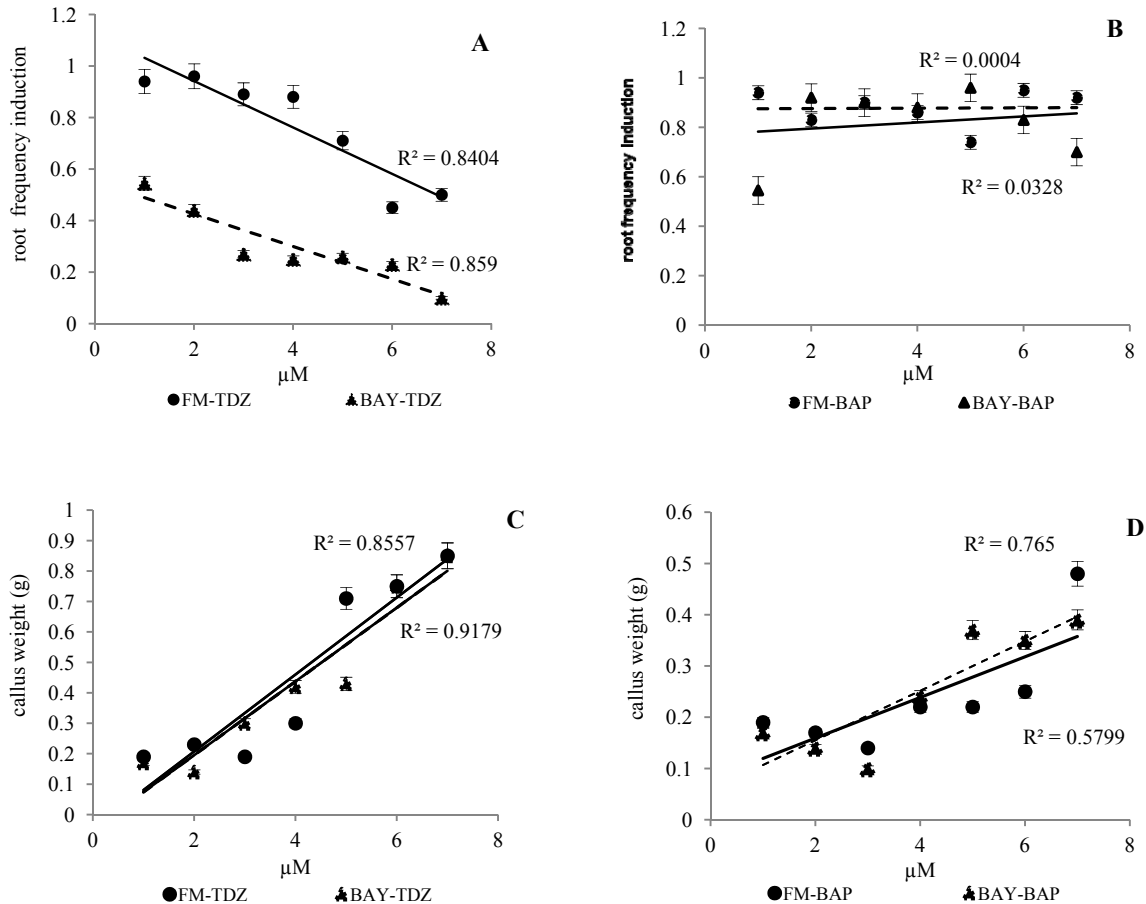 A
1.2
1
0.8
0.6
0.4
0.2
0
root frequency induction
R² = 0.8404
R² = 0.859
0 2 4 6 8
µM
FM-TDZ BAY-TDZ
B
1.2
1
0.8
0.6
0.4
0.2
0
root frequency Induction
R² = 0.0004
R² = 0.0328
0 2 4 6 8
µM
FM-BAP BAY-BAP
C
1
0.9
0.8
0.7
0.6
0.5
0.4
0.3
0.2
0.1
0
callus weight (g)
R² = 0.8557
R² = 0.9179
0 2 4 6 8
µM
FM-TDZ BAY-TDZ
D
0.6
0.5
0.4
0.3
0.2
0.1
0
callus weight (g)
R² = 0.765
R² = 0.5799
0 2 4 6 8
µM
FM-BAP BAY-BAP